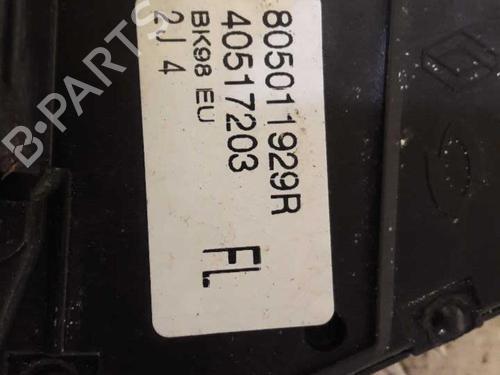 805011929R
40517203
BK98 EU
2J 4
FL
B-PARTS